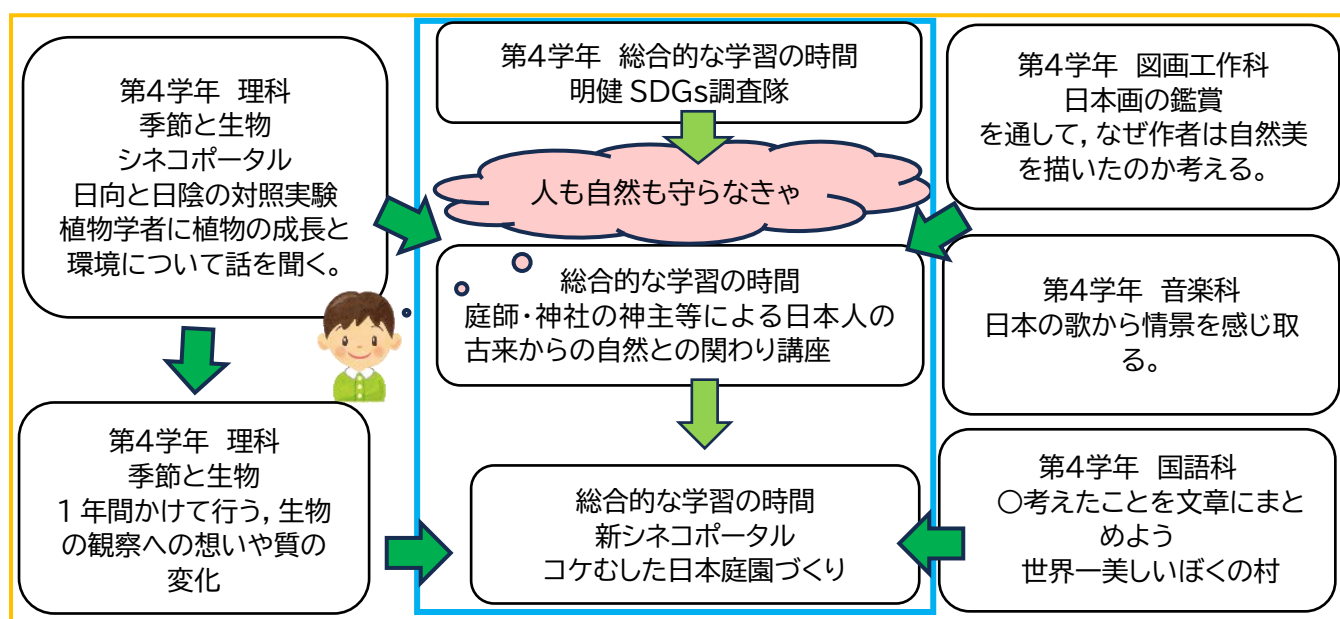 第4学年 理科
季節と生物
シネコポータル
日向と日陰の対照実験
植物学者に植物の成長と
環境について話を聞く。
第4学年 理科
季節と生物
1年間かけて行う,生物
の観察への想いや質の
変化
第4学年 総合的な学習の時間
明健 SDGs調査隊
人も自然も守らなきゃ
総合的な学習の時間
庭師・神社の神主等による日本人の
古来からの自然との関わり講座
総合的な学習の時間
新シネコポータル
コケむした日本庭園づくり
第4学年 図画工作科
日本画の鑑賞
を通して,なぜ作者は自然美
を描いたのか考える。
第4学年 音楽科
日本の歌から情景を感じ取
る。
第4学年 国語科
〇考えたことを文章にまと
めよう
世界一美しいぼくの村